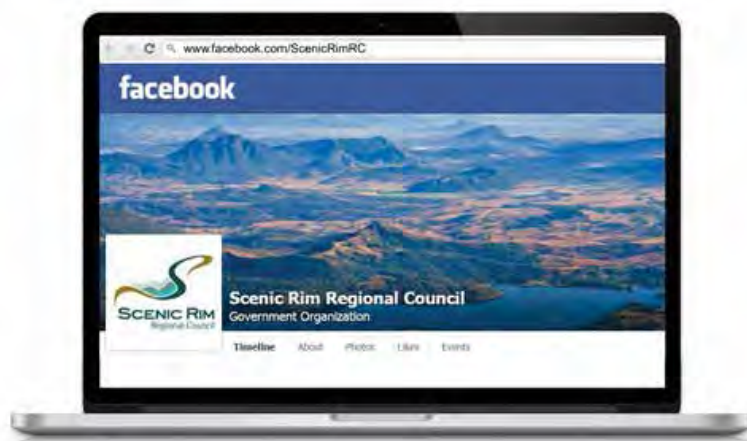 www.facebook.com/ScenicRimRC
facebook
SCENIC RIM
Regional Council
Scenic Rim Regional Council
Government Organization
Timeline About Photos Likes Events